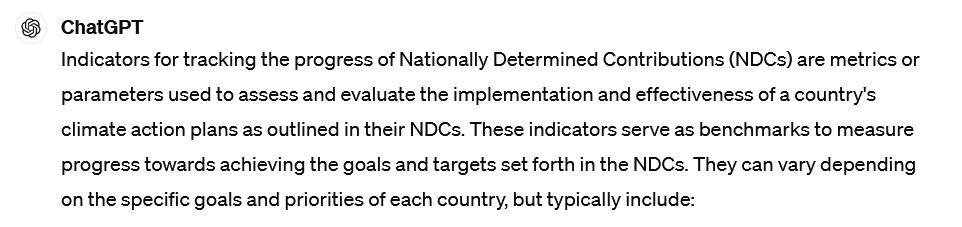 ChatGPT
Indicators for tracking the progress of Nationally Determined Contributions (NDCs) are metrics or
parameters used to assess and evaluate the implementation and effectiveness of a country's
climate action plans as outlined in their NDCs. These indicators serve as benchmarks to measure
progress towards achieving the goals and targets set forth in the NDCs. They can vary depending
on the specific goals and priorities of each country, but typically include: